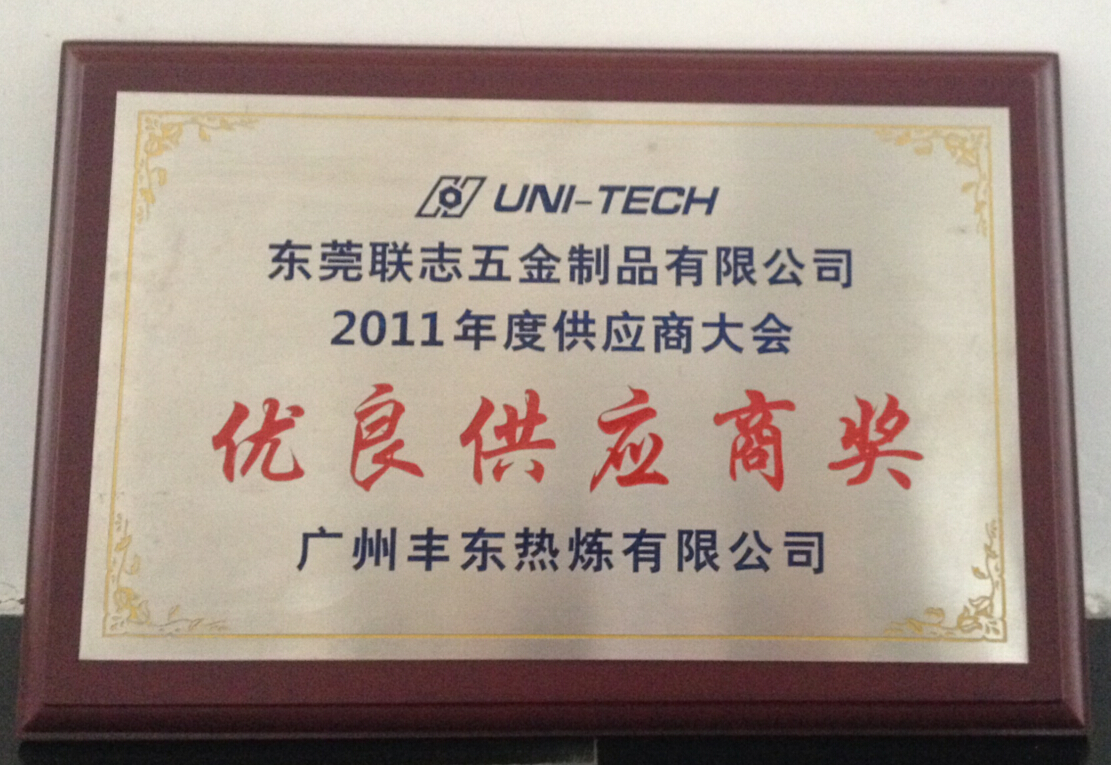 UNI-TECH
东莞联志五金制品有限公司
2011年度供应商大会
优良供应商奖
广州丰东热炼有限公司